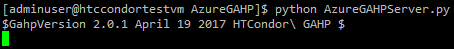 [adminuser@htccondortestvm AzureGAHP]$ python AzureGAHPServer.py
$GahpVersion 2.0.1 April 19 2017 HTCondor\ GAHP $